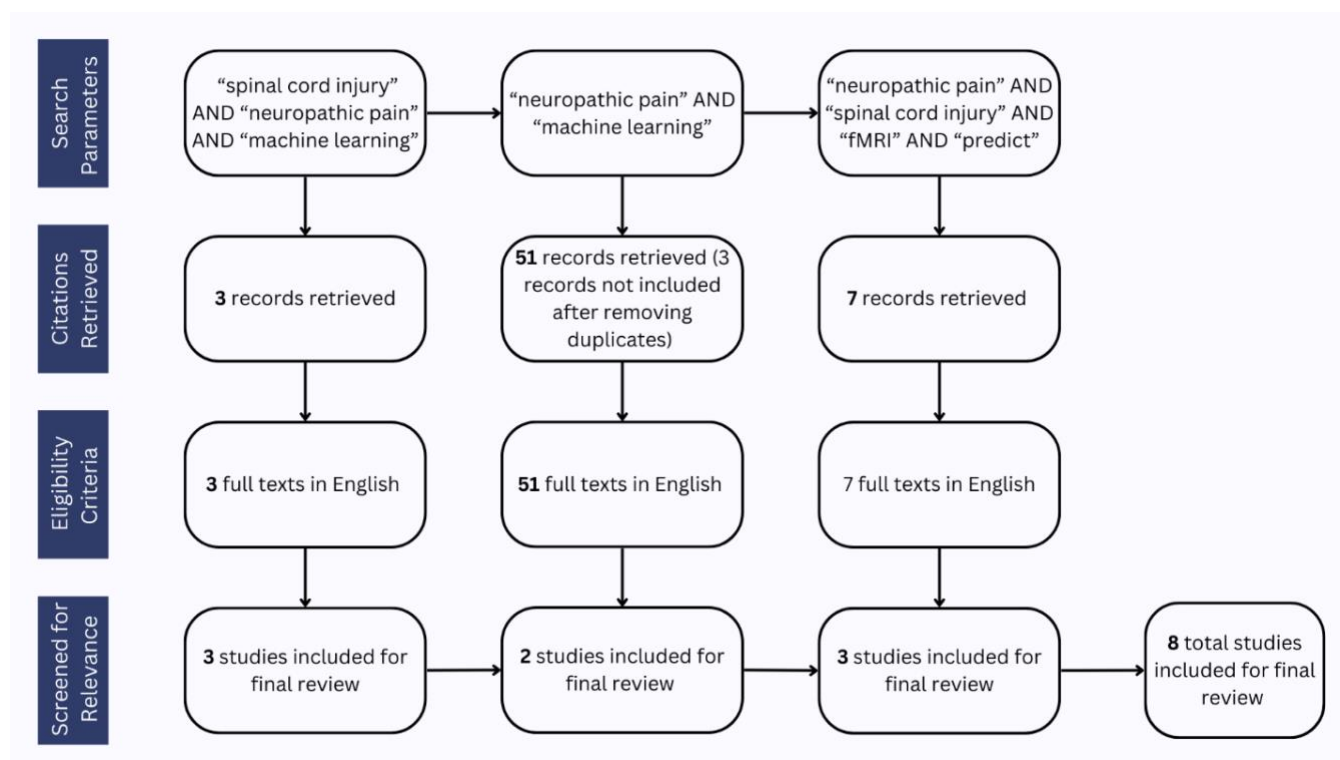 Search
Parameters
“spinal cord injury”
AND “neuropathic pain”
AND “machine learning”
“neuropathic pain” AND
“machine learning”
“neuropathic pain” AND
“spinal cord injury” AND
“fMRI” AND “predict”
Citations
Retrieved
3 records retrieved
51 records retrieved (3
records not included
after removing
duplicates)
7 records retrieved
Eligibility
Criteria
3 full texts in English
51 full texts in English
7 full texts in English
Screened for
Relevance
3 studies included for
final review
2 studies included for
final review
3 studies included for
final review
8 total studies
included for final
review